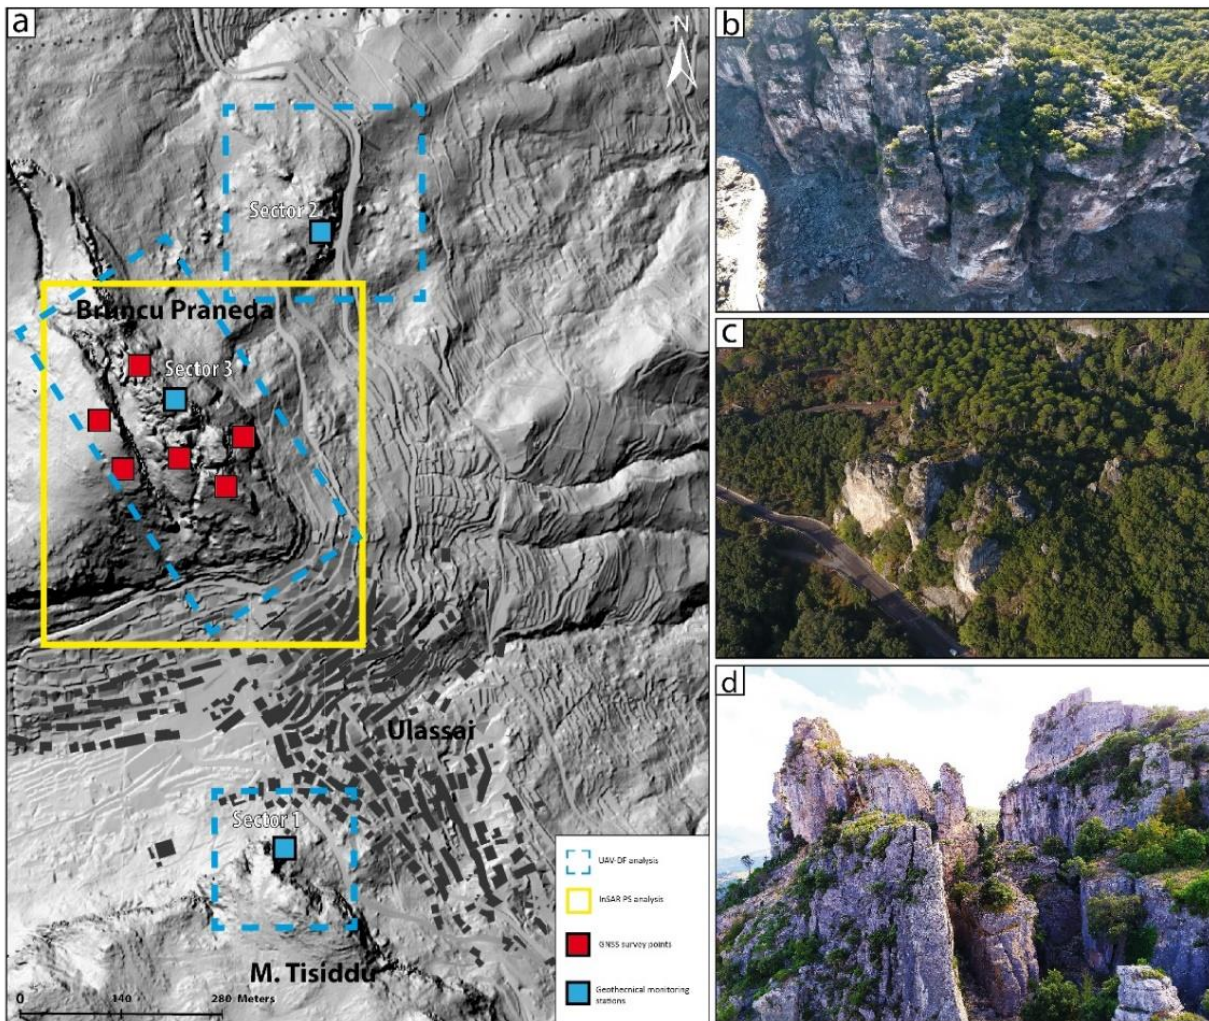 a
N
Sector 2
Bruncu Praneda
Sector 3
Ulassai
Sector 1
M. Tisiddu
0 140 280 Meters
UAV-DF analysis
InSAR PS analysis
GNSS survey points
Geothecnical monitoring
stations
b
c
d